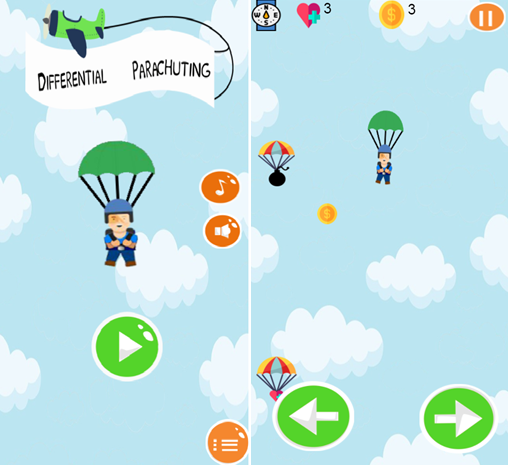 DIFFERENTIAL PARACHUTING
N
W E
S
3
3
$
$